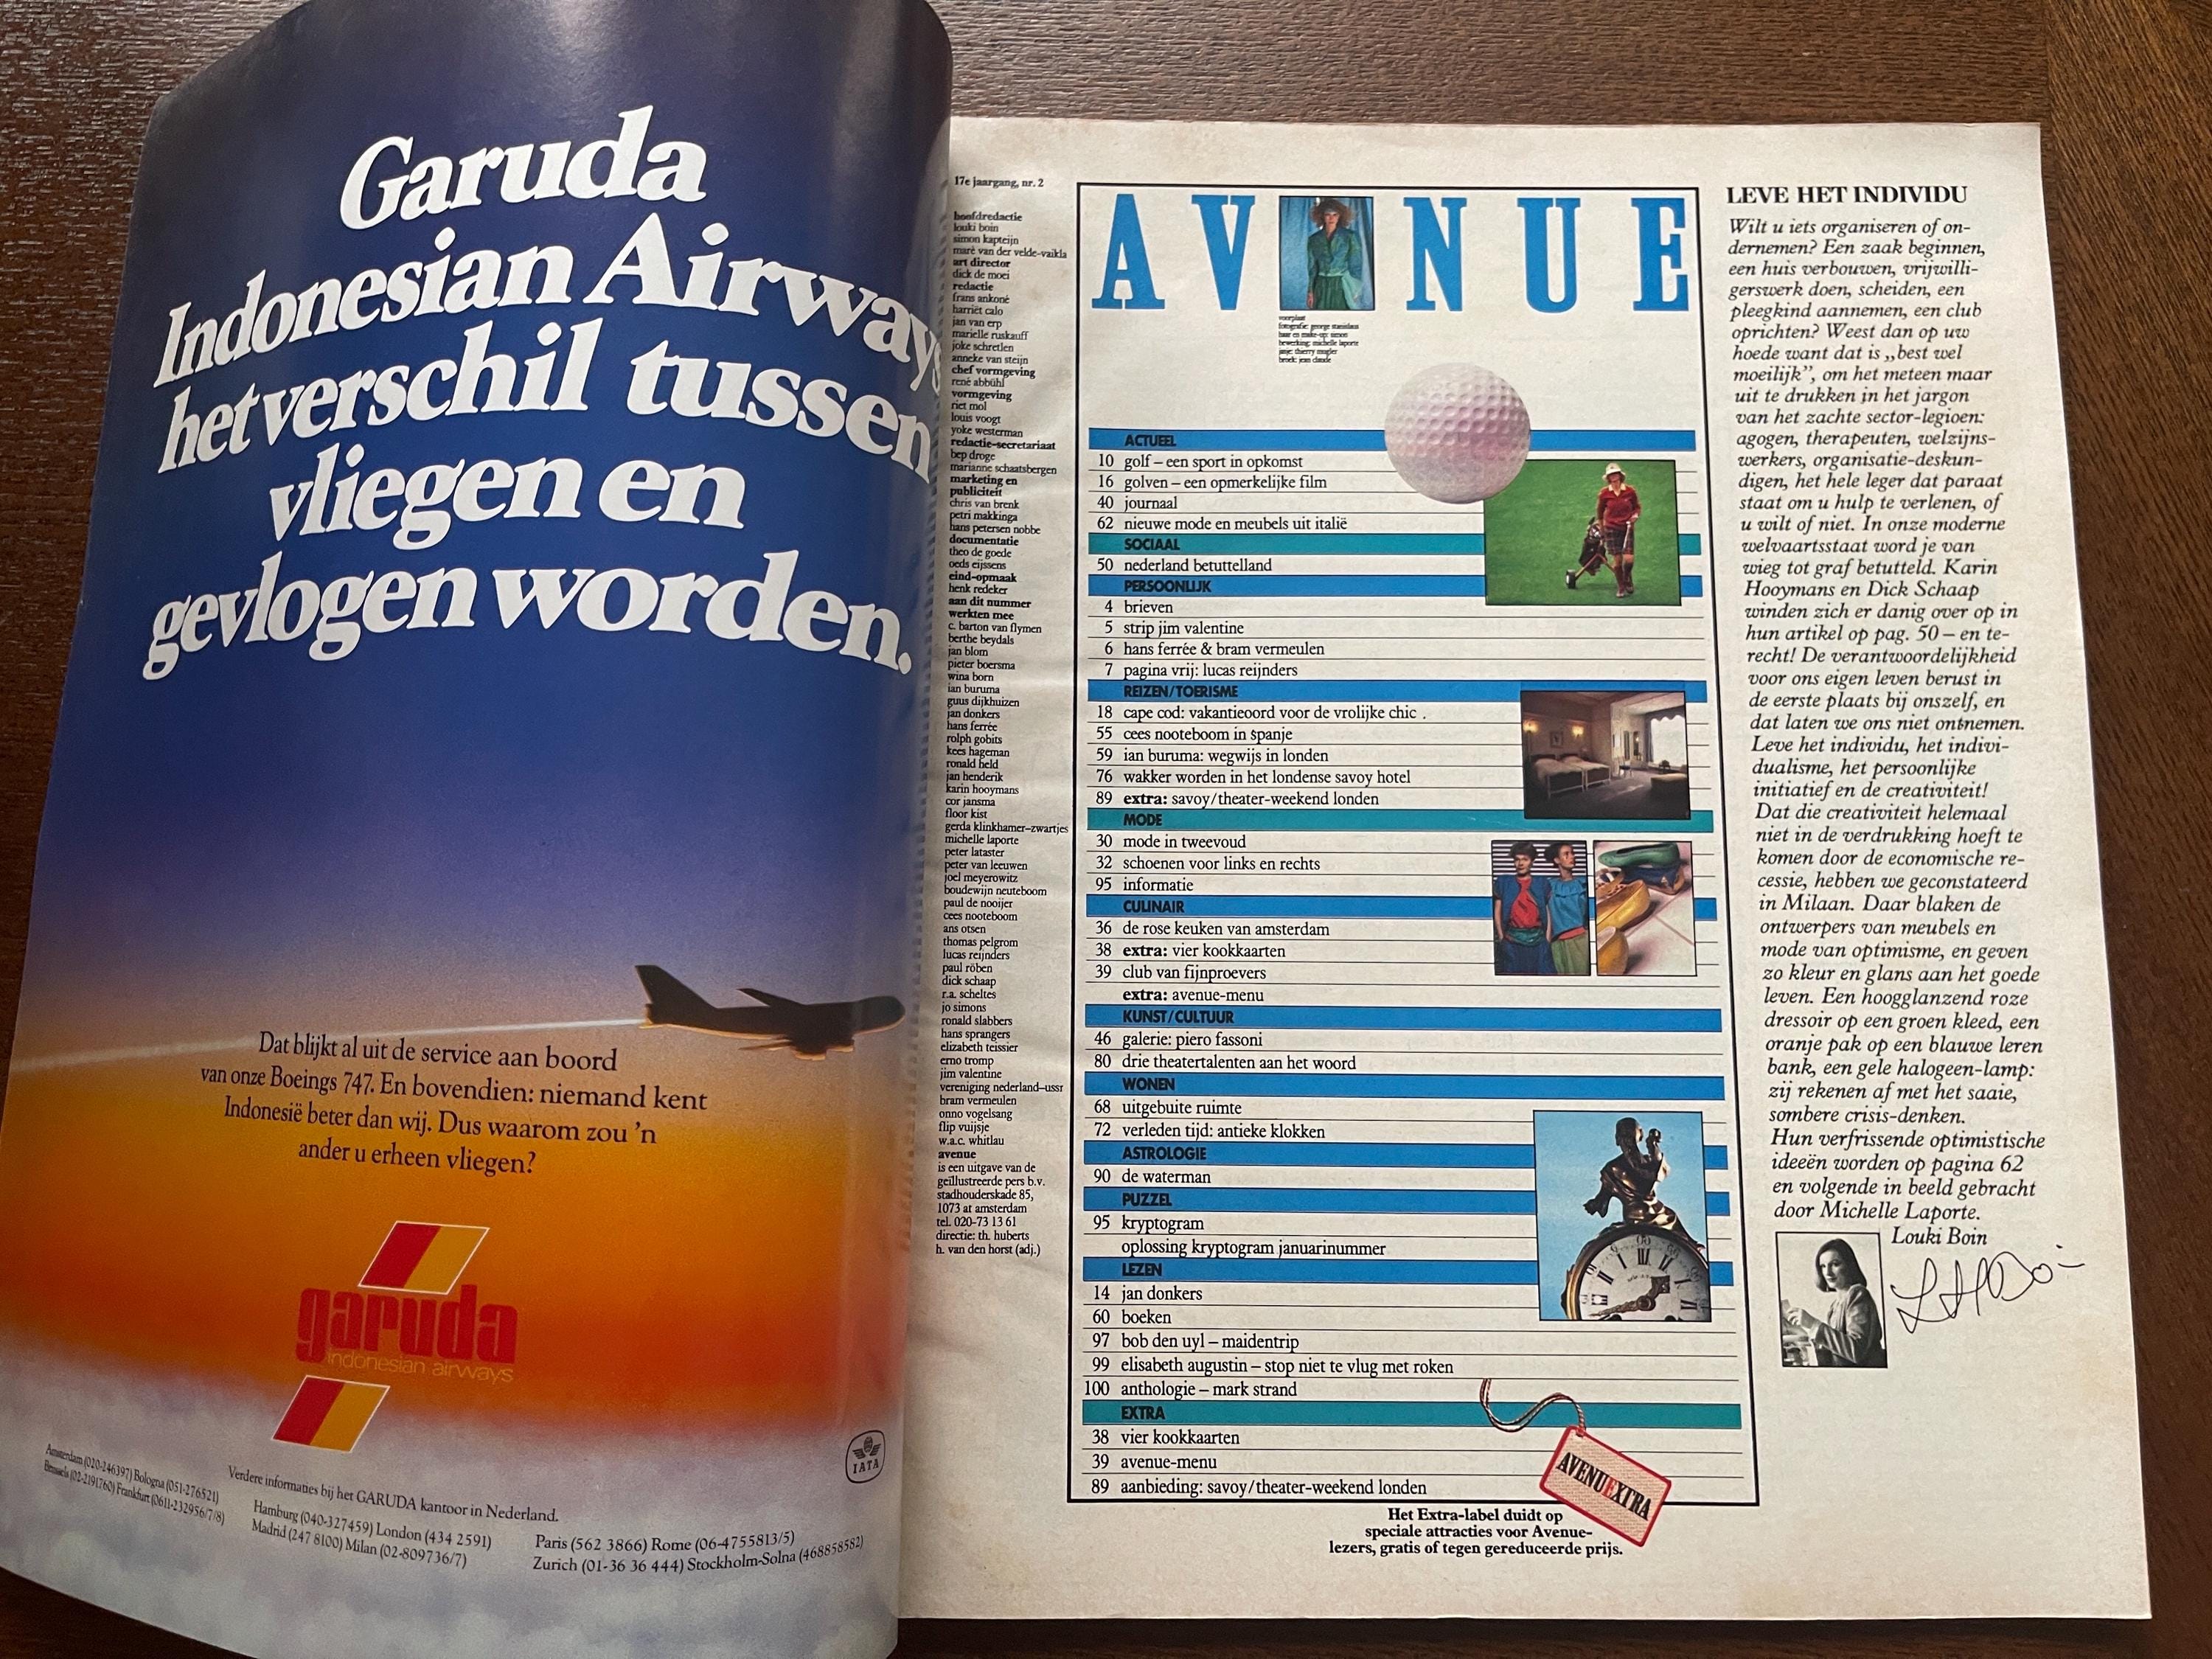 Garuda
Indonesian Airways
het verschil tussen
vliegen en
gevlogen worden.
Dat blijkt al uit de service aan boord
van onze Boeings 747. En bovendien: niemand kent
Indonesië beter dan wij. Dus waarom zou 'n
ander u erheen vliegen?
garuda
indonesian airways
IATA
Verdere informaties bij het GARUDA kantoor in Nederland.
Amsterdam (020-246397) Bologna (051-276521)
Brussels (02-2191760) Frankfurt (0611-232956/7/8)
Hamburg (040-327459) London (434 2591)
Madrid (247 8100) Milan (02-809736/7)
Paris (562 3866) Rome (06-4755813/5)
Zurich (01-36 36 444) Stockholm-Solna (468858582)
17e jaargang, nr. 2
hoofdredactie
louki boin
simon kapteijn
maré van der velde-vaikla
art director
dick de moei
redactie
frans ankoné
harriët calo
jan van erp
marielle ruskauff
joke schretlen
anneke van steijn
chef vormgeving
rené abbühl
vormgeving
riet mol
louis voogt
yoke westerman
redactie-secretariaat
bep droge
marianne schaatsbergen
marketing en
publiciteit
chris van brenk
petri makkinga
hans petersen nobbe
documentatie
theo de goede
oeds eijssens
eind-opmaak
henk redeker
aan dit nummer
werkten mee
c. barton van flymen
berthe beydals
jan blom
pieter boersma
wina born
ian buruma
guus dijkhuizen
jan donkers
hans ferrée
rolph gobits
kees hageman
ronald held
jan henderik
karin hooymans
cor jansma
floor kist
gerda klinkhamer-zwartjes
michelle laporte
peter lataster
peter van leeuwen
joel meyerowitz
boudewijn neuteboom
paul de nooijer
cees nooteboom
ans otsen
thomas pelgrom
lucas reijnders
paul röben
dick schaap
r.a. scheltes
jo simons
ronald slabbers
hans sprangers
elizabeth teissier
erno tromp
jim valentine
vereniging nederland-ussr
bram vermeulen
onno vogelsang
flip vuijsje
w.a.c. whitlau
avenue
is een uitgave van de
geïllustreerde pers b.v.
stadhouderskade 85,
1073 at amsterdam
tel. 020-73 13 61
directie: th. huberts
h. van den horst (adj.)
AV NUE
voorplaat
fotografie: george stanislaus
haar en make-up: simon
bewerking: michelle laporte
jasje: thierry mugler
broek: jean claude
ACTUEEL
10 golf – een sport in opkomst
16 golven – een opmerkelijke film
40 journaal
62 nieuwe mode en meubels uit italië
SOCIAAL
50 nederland betuttelland
PERSOONLIJK
4 brieven
5 strip jim valentine
6 hans ferrée & bram vermeulen
7 pagina vrij: lucas reijnders
REIZEN/TOERISME
18 cape cod: vakantieoord voor de vrolijke chic .
55 cees nooteboom in spanje
59 ian buruma: wegwijs in londen
76 wakker worden in het londense savoy hotel
89 extra: savoy/theater-weekend londen
MODE
30 mode in tweevoud
32 schoenen voor links en rechts
95 informatie
CULINAIR
36 de rose keuken van amsterdam
38 extra: vier kookkaarten
39 club van fijnproevers
extra: avenue-menu
KUNST/CULTUUR
46 galerie: piero fassoni
80 drie theatertalenten aan het woord
WONEN
68 uitgebuite ruimte
72 verleden tijd: antieke klokken
ASTROLOGIE
90 de waterman
PUZZEL
95 kryptogram
oplossing kryptogram januarinummer
LEZEN
14 jan donkers
60 boeken
97 bob den uyl – maidentrip
99 elisabeth augustin – stop niet te vlug met roken
100 anthologie – mark strand
EXTRA
38 vier kookkaarten
39 avenue-menu
89 aanbieding: savoy/theater-weekend londen
AVENUEXTRA
Het Extra-label duidt op
speciale attracties voor Avenue-
lezers, gratis of tegen gereduceerde prijs.
LEVE HET INDIVIDU
Wilt u iets organiseren of on-
dernemen? Een zaak beginnen,
een huis verbouwen, vrijwilli-
gerswerk doen, scheiden, een
pleegkind aannemen, een club
oprichten? Weest dan op uw
hoede want dat is „best wel
moeilijk”, om het meteen maar
uit te drukken in het jargon
van het zachte sector-legioen:
agogen, therapeuten, welzijns-
werkers, organisatie-deskun-
digen, het hele leger dat paraat
staat om u hulp te verlenen, of
u wilt of niet. In onze moderne
welvaartsstaat word je van
wieg tot graf betutteld. Karin
Hooymans en Dick Schaap
winden zich er danig over op in
hun artikel op pag. 50 – en te-
recht! De verantwoordelijkheid
voor ons eigen leven berust in
de eerste plaats bij onszelf, en
dat laten we ons niet ontnemen.
Leve het individu, het indivi-
dualisme, het persoonlijke
initiatief en de creativiteit!
Dat die creativiteit helemaal
niet in de verdrukking hoeft te
komen door de economische re-
cessie, hebben we geconstateerd
in Milaan. Daar blaken de
ontwerpers van meubels en
mode van optimisme, en geven
zo kleur en glans aan het goede
leven. Een hoogglanzend roze
dressoir op een groen kleed, een
oranje pak op een blauwe leren
bank, een gele halogeen-lamp:
zij rekenen af met het saaie,
sombere crisis-denken.
Hun verfrissende optimistische
ideeën worden op pagina 62
en volgende in beeld gebracht
door Michelle Laporte.
Louki Boin